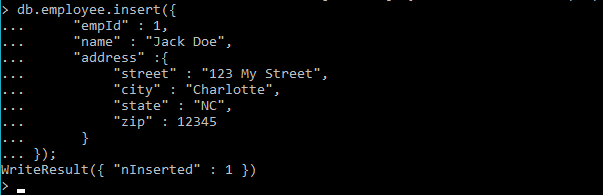 > db.employee.insert({
...     "empId" : 1,
...     "name" : "Jack Doe",
...     "address" :{
...         "street" : "123 My Street",
...         "city" : "Charlotte",
...         "state" : "NC",
...         "zip" : 12345
...     }
... });
WriteResult({ "nInserted" : 1 })
>